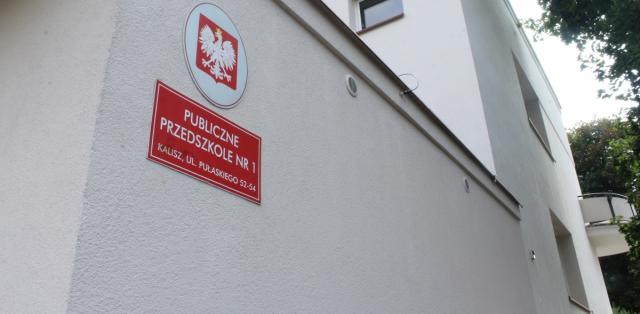 PUBLICZNE
PRZEDSZKOLE NR 1
KALISZ, UL. PUŁASKIEGO 52-54